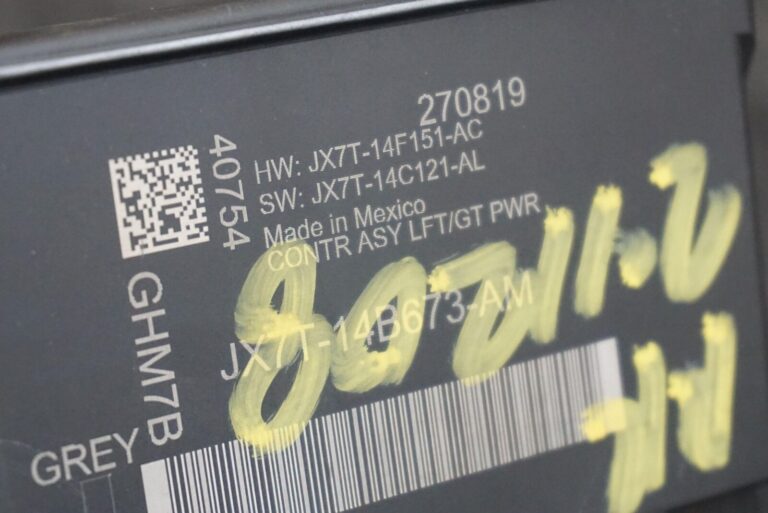 270819
40754
HW: JX7T-14F151-AC
SW: JX7T-14C121-AL
Made in Mexico
CONTR ASY LFT/GT PWR
JX7T-14B673-AM
GHM7B
GREY